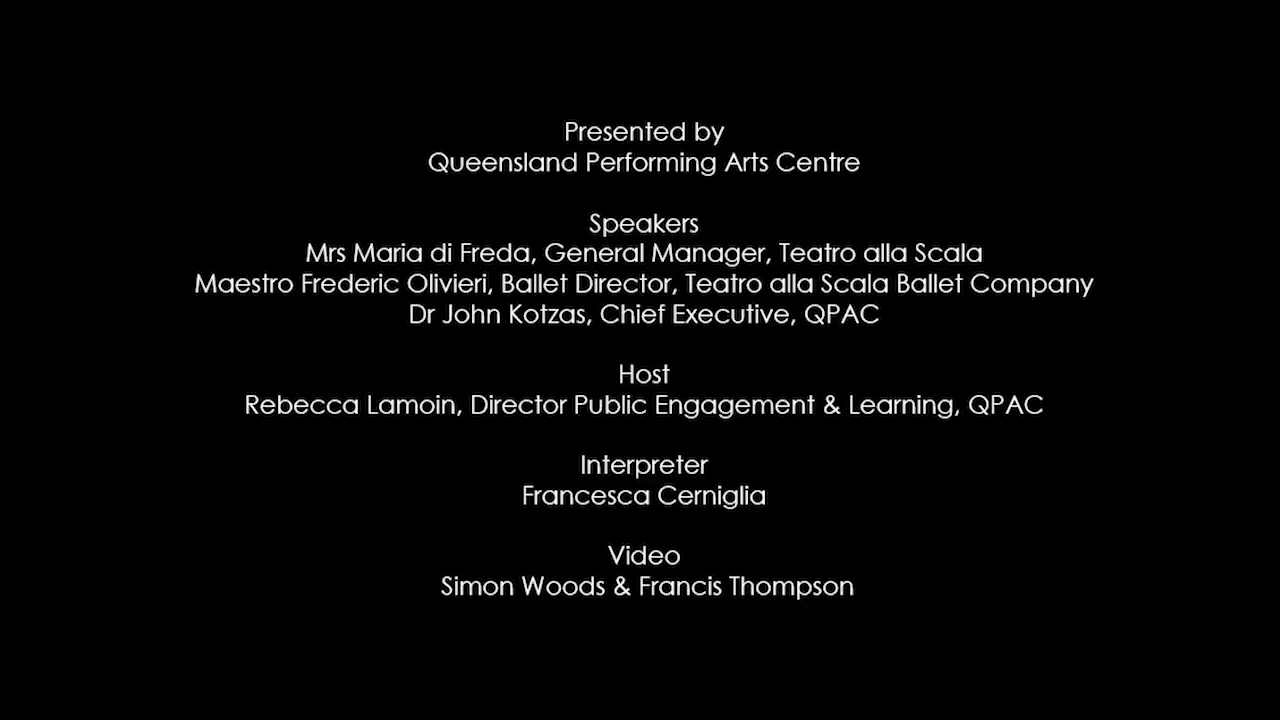 Presented by
Queensland Performing Arts Centre
Speakers
Mrs Maria di Freda, General Manager, Teatro alla Scala
Maestro Frederic Olivieri, Ballet Director, Teatro alla Scala Ballet Company
Dr John Kotzas, Chief Executive, QPAC
Host
Rebecca Lamoin, Director Public Engagement & Learning, QPAC
Interpreter
Francesca Cerniglia
Video
Simon Woods & Francis Thompson